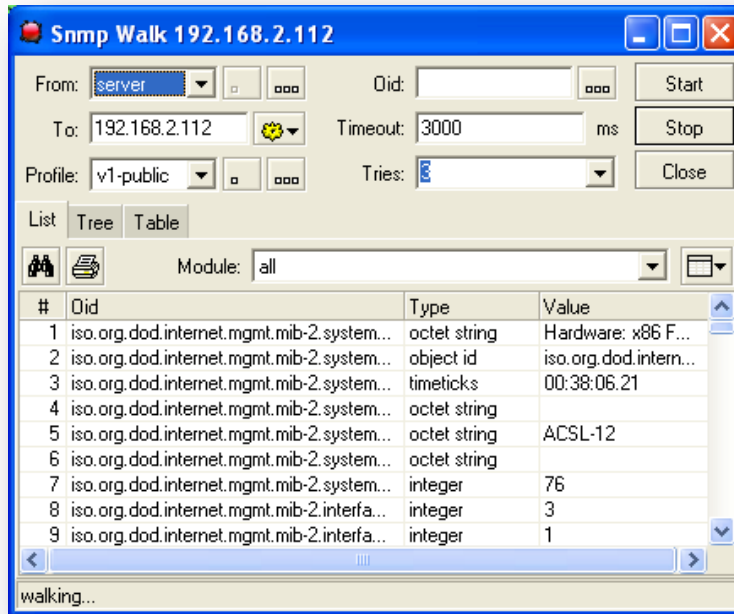 Snmp Walk 192.168.2.112
From: server Oid: Start
To: 192.168.2.112 Timeout: 3000 ms Stop
Profile: v1-public Tries: 3 Close
List Tree Table
Module: all
# Oid Type Value
1 iso.org.dod.internet.mgmt.mib-2.system... octet string Hardware: x86 F...
2 iso.org.dod.internet.mgmt.mib-2.system... object id iso.org.dod.intern...
3 iso.org.dod.internet.mgmt.mib-2.system... timeticks 00:38:06.21
4 iso.org.dod.internet.mgmt.mib-2.system... octet string
5 iso.org.dod.internet.mgmt.mib-2.system... octet string ACSL-12
6 iso.org.dod.internet.mgmt.mib-2.system... octet string
7 iso.org.dod.internet.mgmt.mib-2.system... integer 76
8 iso.org.dod.internet.mgmt.mib-2.interfa... integer 3
9 iso.org.dod.internet.mgmt.mib-2.interfa... integer 1
walking...